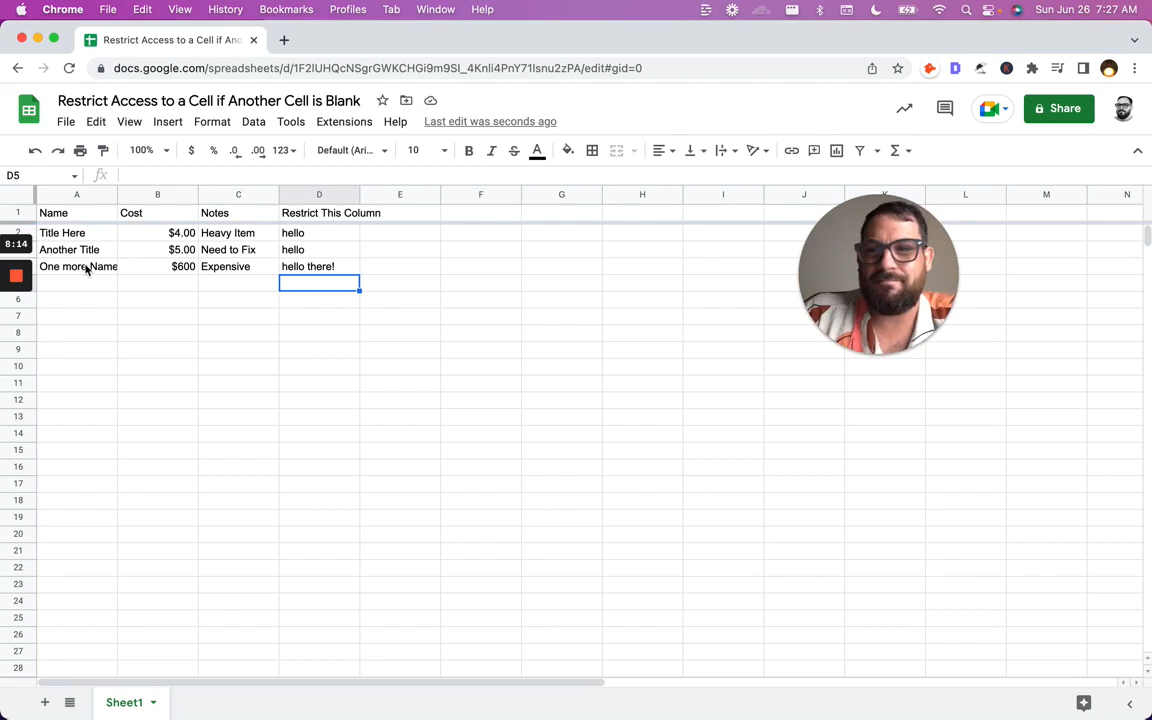 Chrome File Edit View History Bookmarks Profiles Tab Window Help Sun Jun 26 7:27 AM
Restrict Access to a Cell if Ano
docs.google.com/spreadsheets/d/1F2IUHQcNSgrGWKCHGi9m9SI_4Knli4PnY71lsnu2zPA/edit#gid=0
Restrict Access to a Cell if Another Cell is Blank
File Edit View Insert Format Data Tools Extensions Help Last edit was seconds ago
Share
100% $ % .0 .00 123 Default (Ari... 10 B I S A
D5 fx
A B C D E F G H I J K L M N
1 Name Cost Notes Restrict This Column
2 Title Here $4.00 Heavy Item hello
8:14 Another Title $5.00 Need to Fix hello
One more Name $600 Expensive hello there!
6
7
8
9
10
11
12
13
14
15
16
17
18
19
20
21
22
23
24
25
26
27
28
Sheet1